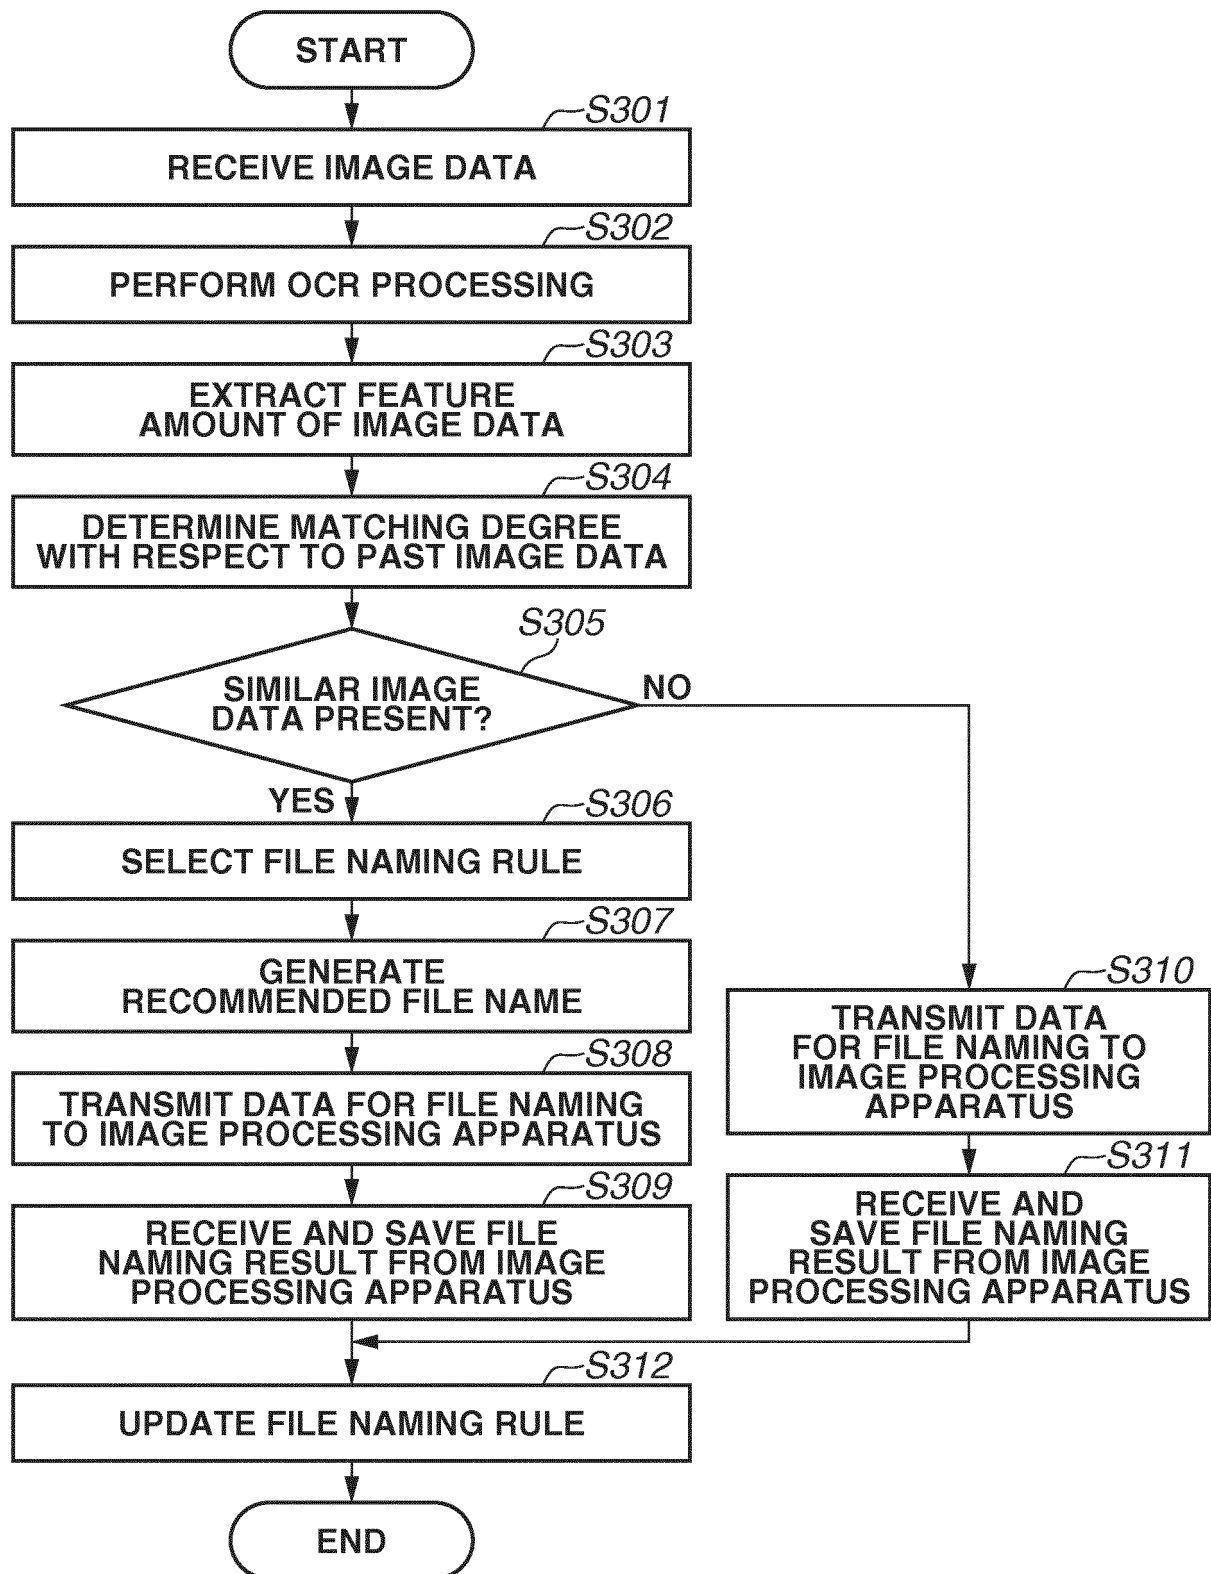 START
S301
RECEIVE IMAGE DATA
S302
PERFORM OCR PROCESSING
S303
EXTRACT FEATURE
AMOUNT OF IMAGE DATA
S304
DETERMINE MATCHING DEGREE
WITH RESPECT TO PAST IMAGE DATA
S305
SIMILAR IMAGE
DATA PRESENT?
NO
YES
S306
SELECT FILE NAMING RULE
S307
GENERATE
RECOMMENDED FILE NAME
S308
TRANSMIT DATA FOR FILE NAMING
TO IMAGE PROCESSING APPARATUS
S309
RECEIVE AND SAVE FILE
NAMING RESULT FROM IMAGE
PROCESSING APPARATUS
S310
TRANSMIT DATA
FOR FILE NAMING TO
IMAGE PROCESSING
APPARATUS
S311
RECEIVE AND
SAVE FILE NAMING
RESULT FROM IMAGE
PROCESSING APPARATUS
S312
UPDATE FILE NAMING RULE
END